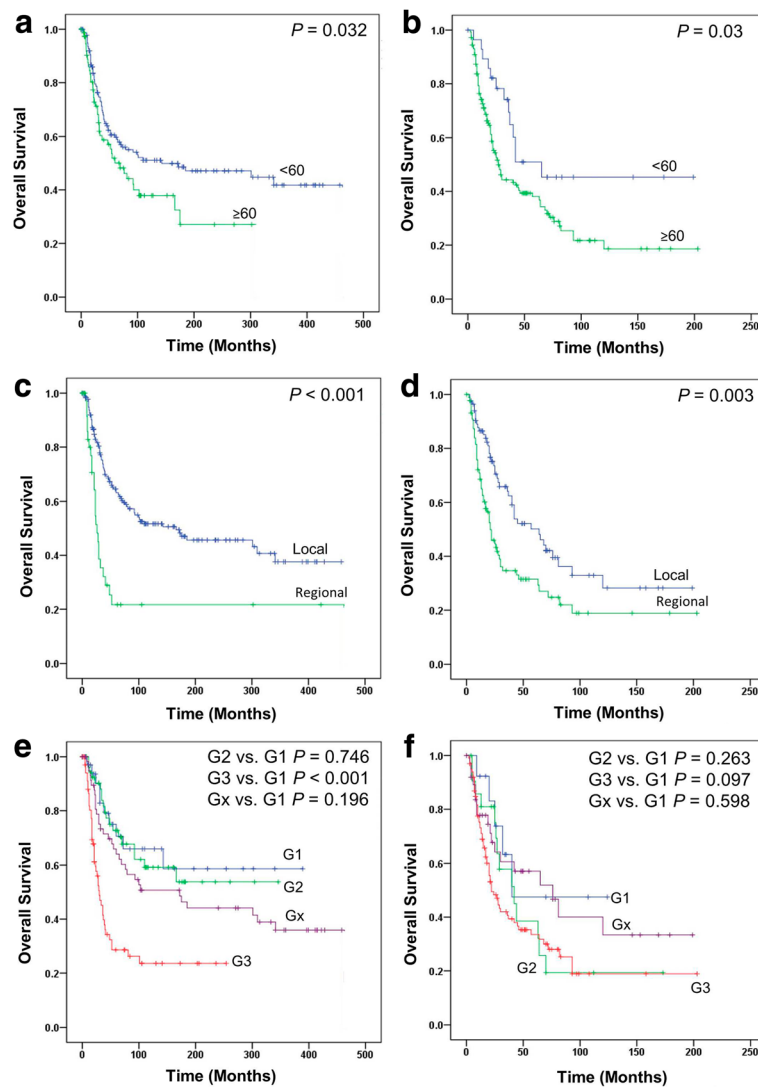 a
P = 0.032
1.0
0.8
0.6
0.4
0.2
0.0
Overall Survival
<60
≥60
0 100 200 300 400 500
Time (Months)
b
P = 0.03
1.0
0.8
0.6
0.4
0.2
0.0
Overall Survival
<60
≥60
0 50 100 150 200 250
Time (Months)
c
P < 0.001
1.0
0.8
0.6
0.4
0.2
0.0
Overall Survival
Local
Regional
0 100 200 300 400 500
Time (Months)
d
P = 0.003
1.0
0.8
0.6
0.4
0.2
0.0
Overall Survival
Local
Regional
0 50 100 150 200 250
Time (Months)
e
G2 vs. G1 P = 0.746
G3 vs. G1 P < 0.001
Gx vs. G1 P = 0.196
1.0
0.8
0.6
0.4
0.2
0.0
Overall Survival
G1
G2
Gx
G3
0 100 200 300 400 500
Time (Months)
f
G2 vs. G1 P = 0.263
G3 vs. G1 P = 0.097
Gx vs. G1 P = 0.598
1.0
0.8
0.6
0.4
0.2
0.0
Overall Survival
G1
Gx
G2
G3
0 50 100 150 200 250
Time (Months)